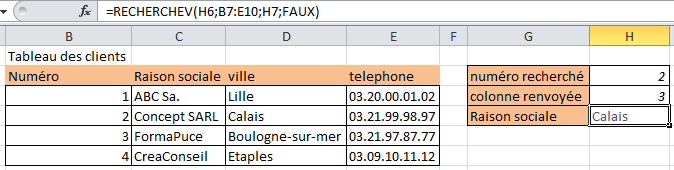 fx =RECHERCHEV(H6;B7:E10;H7;FAUX)
B C D E F G H
Tableau des clients
Numéro Raison sociale ville telephone numéro recherché 2
1 ABC Sa. Lille 03.20.00.01.02 colonne renvoyée 3
2 Concept SARL Calais 03.21.99.98.97 Raison sociale Calais
3 FormaPuce Boulogne-sur-mer 03.21.97.87.77
4 CreaConseil Etaples 03.09.10.11.12